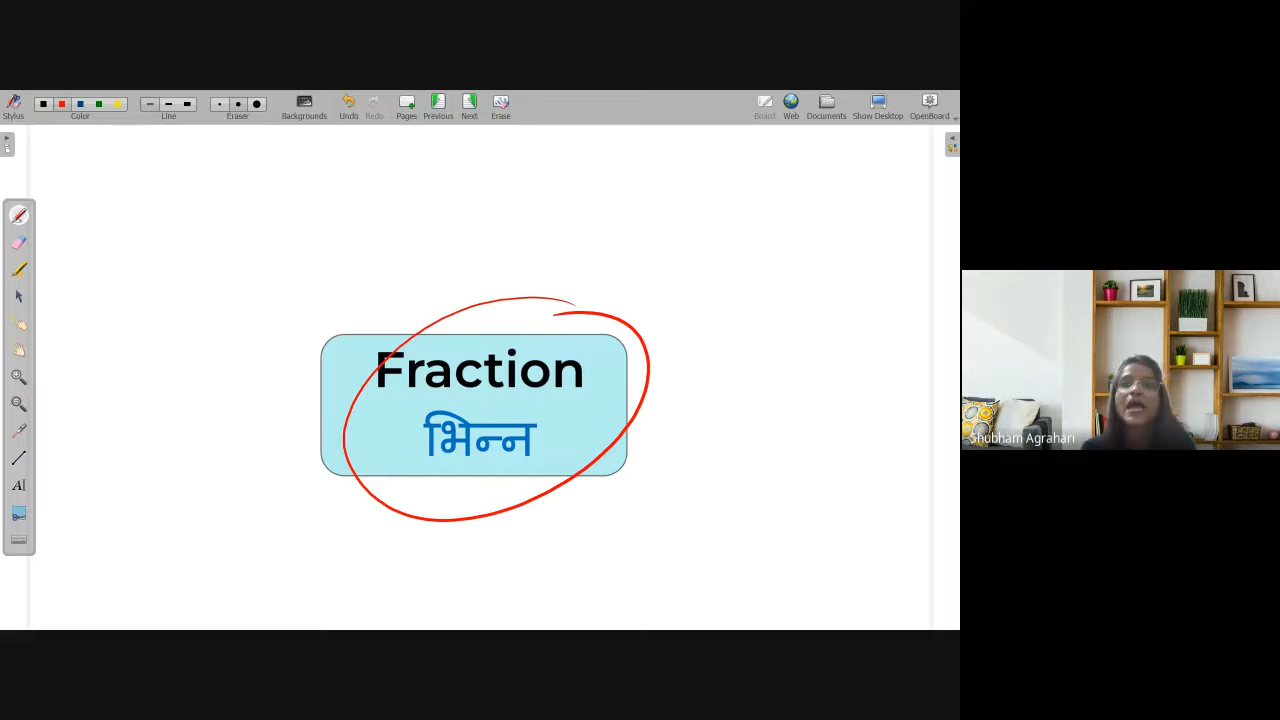 Stylus
Color
Line
Eraser
Backgrounds
Undo
Redo
Pages
Previous
Next
Erase
Board
Web
Documents
Show Desktop
OpenBoard
Fraction
भिन्न
Shubham Agrahari